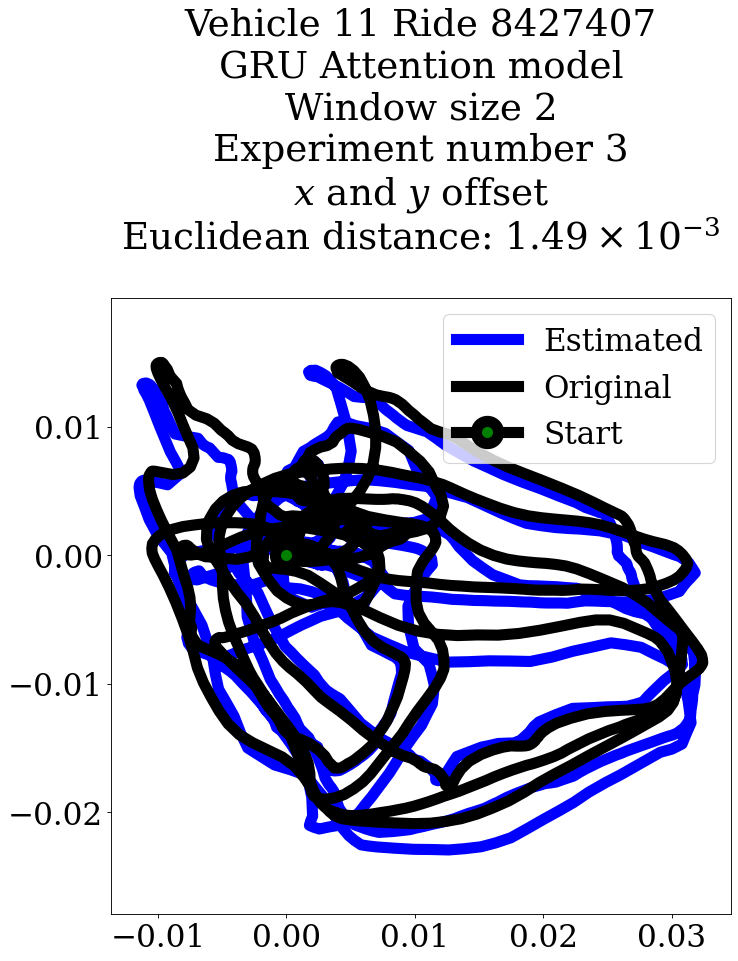 Vehicle 11 Ride 8427407
GRU Attention model
Window size 2
Experiment number 3
x and y offset
Euclidean distance: 1.49 × 10⁻³
Estimated
Original
Start
0.01
0.00
−0.01
−0.02
−0.01 0.00 0.01 0.02 0.03